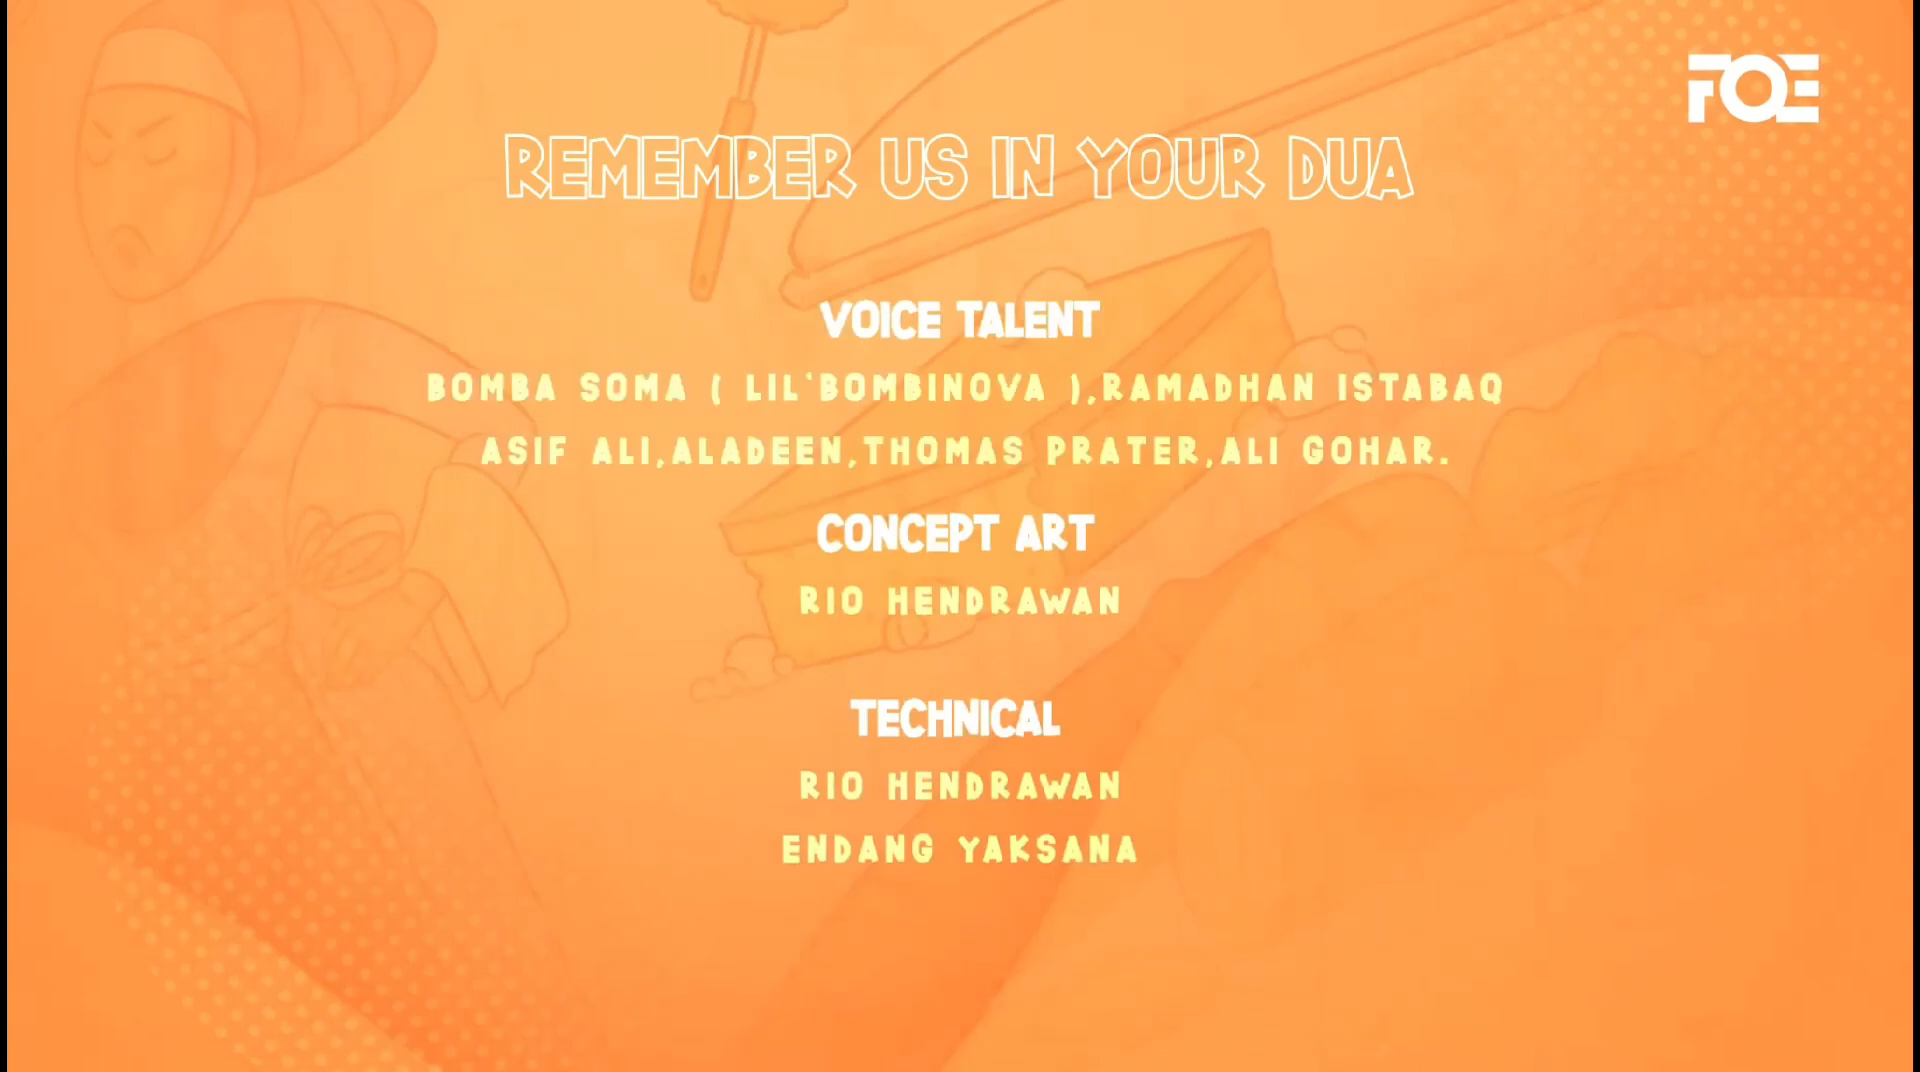 FOE
REMEMBER US IN YOUR DUA
VOICE TALENT
BOMBA SOMA ( LIL'BOMBINOVA ),RAMADHAN ISTABAQ
ASIF ALI,ALADEEN,THOMAS PRATER,ALI GOHAR.
CONCEPT ART
RIO HENDRAWAN
TECHNICAL
RIO HENDRAWAN
ENDANG YAKSANA